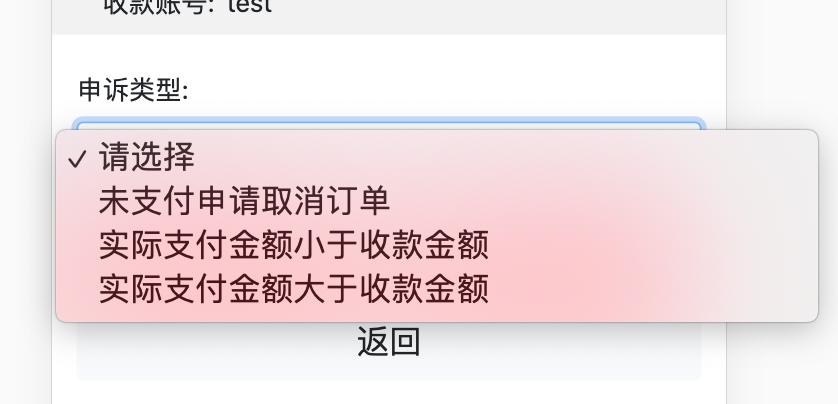 收款账号: test
申诉类型:
✓ 请选择
未支付申请取消订单
实际支付金额小于收款金额
实际支付金额大于收款金额
返回